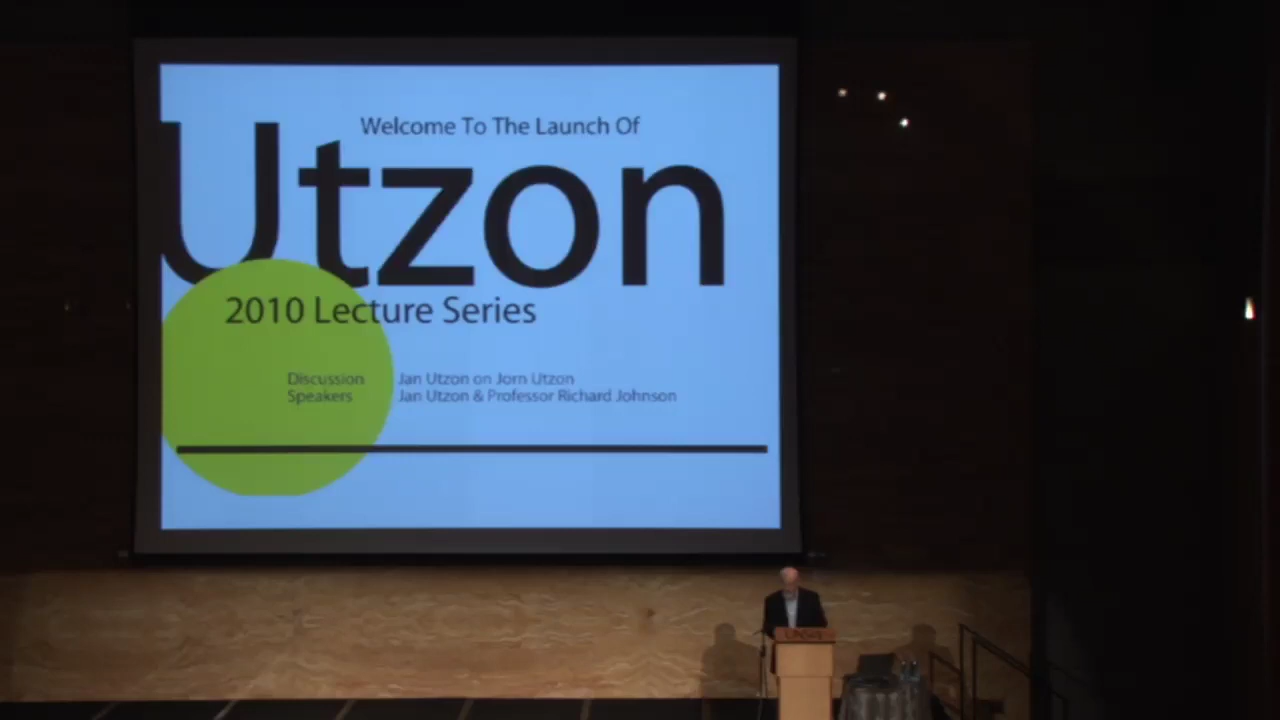 Welcome To The Launch Of
Utzon
2010 Lecture Series
Discussion Jan Utzon on Jorn Utzon
Speakers Jan Utzon & Professor Richard Johnson